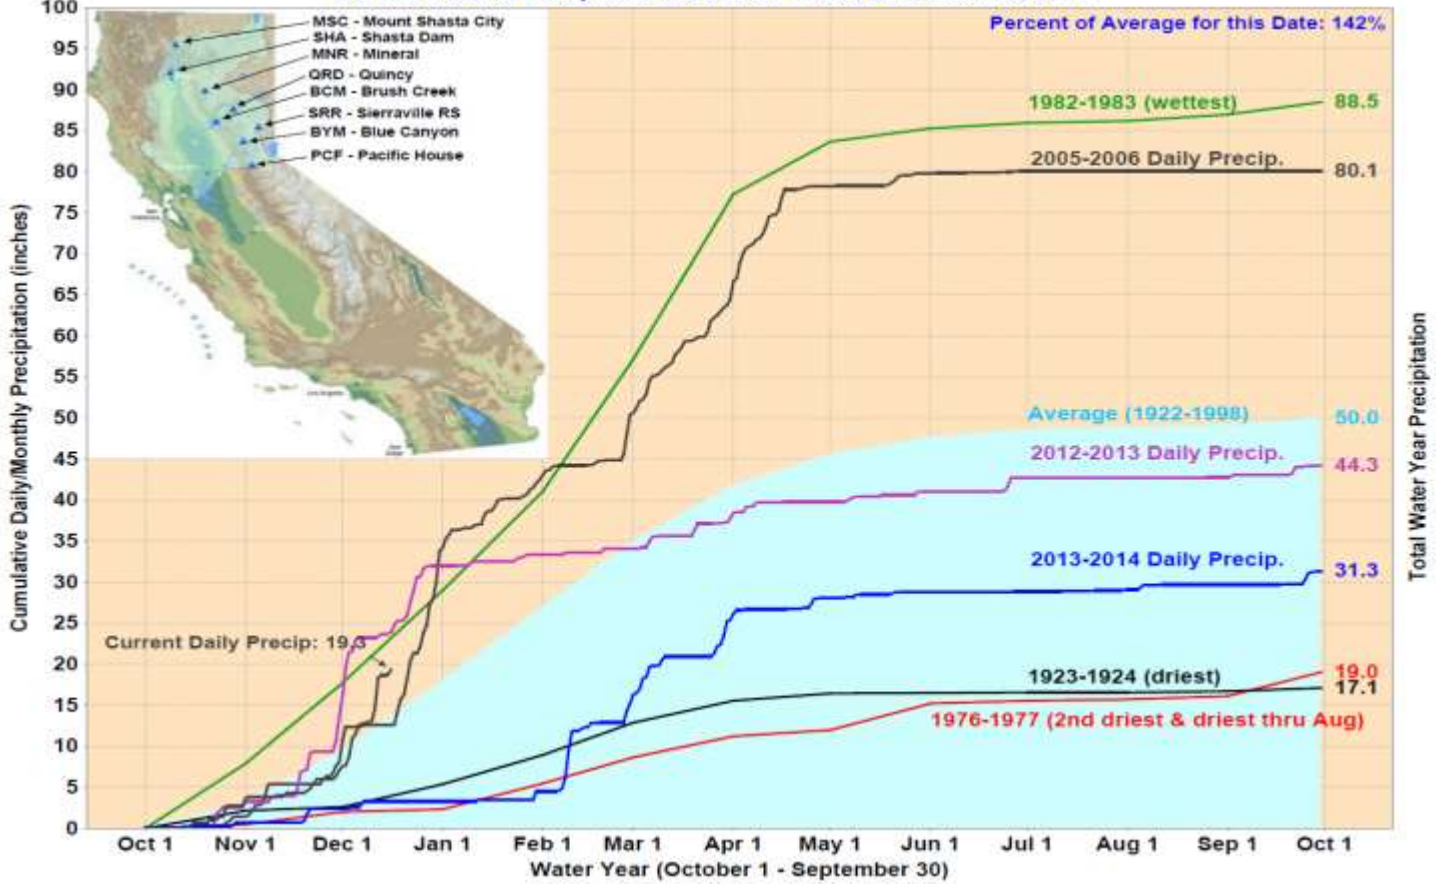 Percent of Average for this Date: 142%
MSC - Mount Shasta City
SHA - Shasta Dam
MNR - Mineral
QRD - Quincy
BCM - Brush Creek
SRR - Sierraville RS
BYM - Blue Canyon
PCF - Pacific House
Cumulative Daily/Monthly Precipitation (inches)
100
95
90
85
80
75
70
65
60
55
50
45
40
35
30
25
20
15
10
5
0
1982-1983 (wettest)
88.5
2005-2006 Daily Precip.
80.1
Average (1922-1998)
50.0
2012-2013 Daily Precip.
44.3
2013-2014 Daily Precip.
31.3
Current Daily Precip: 19.3
1923-1924 (driest)
19.0
17.1
1976-1977 (2nd driest & driest thru Aug)
Total Water Year Precipitation
Oct 1 Nov 1 Dec 1 Jan 1 Feb 1 Mar 1 Apr 1 May 1 Jun 1 Jul 1 Aug 1 Sep 1 Oct 1
Water Year (October 1 - September 30)